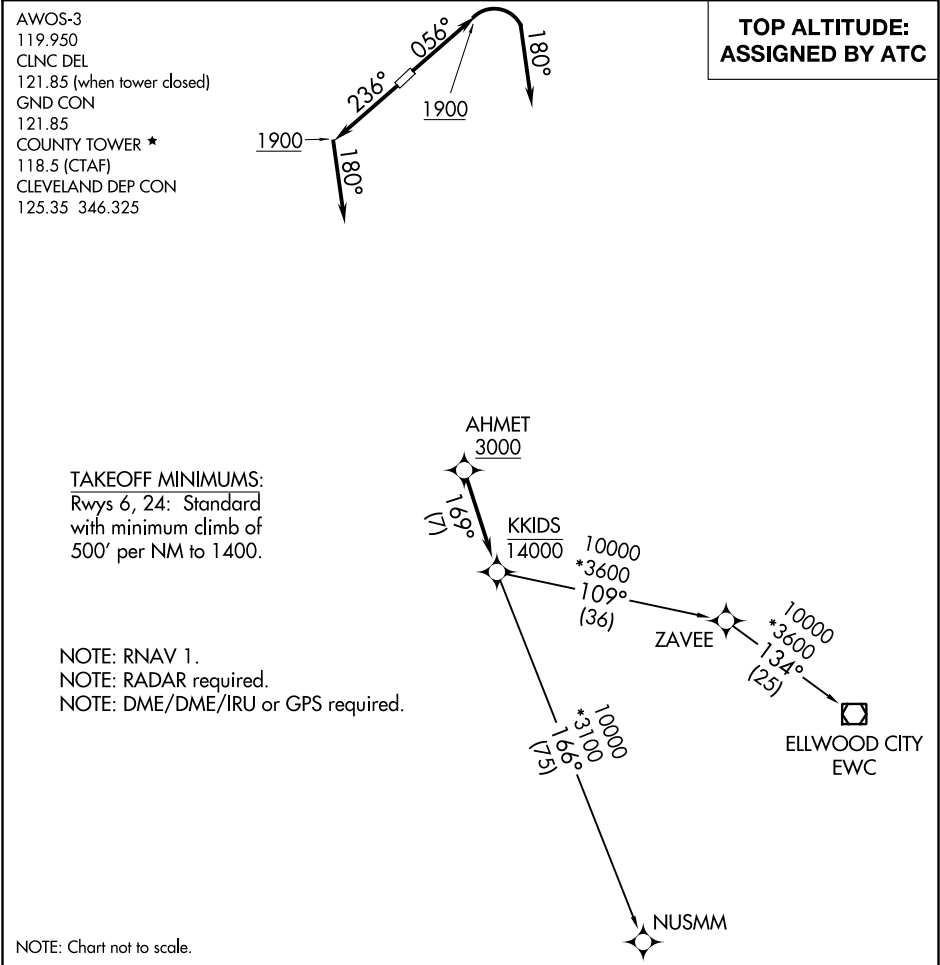 AWOS-3
119.950
CLNC DEL
121.85 (when tower closed)
GND CON
121.85
COUNTY TOWER ★
118.5 (CTAF)
CLEVELAND DEP CON
125.35 346.325
TOP ALTITUDE:
ASSIGNED BY ATC
056°
180°
236°
1900
1900
180°
AHMET
3000
169°
(7)
TAKEOFF MINIMUMS:
Rwys 6, 24: Standard
with minimum climb of
500' per NM to 1400.
KKIDS
14000
10000
*3600
109°
(36)
ZAVEE
10000
*3600
134°
(25)
ELLWOOD CITY
EWC
NOTE: RNAV 1.
NOTE: RADAR required.
NOTE: DME/DME/IRU or GPS required.
10000
*3100
166°
(75)
NUSMM
NOTE: Chart not to scale.